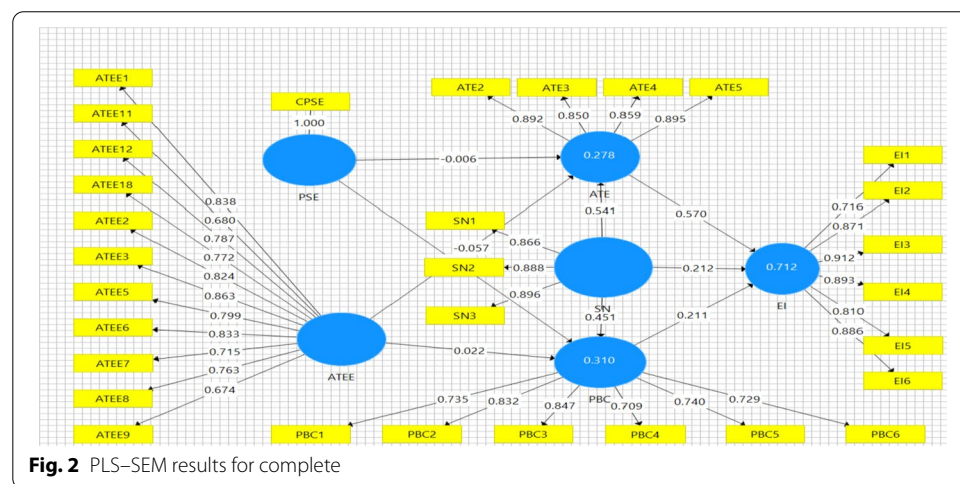 ATEE1
ATEE11
ATEE12
ATEE18
ATEE2
ATEE3
ATEE5
ATEE6
ATEE7
ATEE8
ATEE9
0.838
0.680
0.787
0.772
0.824
0.863
0.799
0.833
0.715
0.763
0.674
ATEE
CPSE
1.000
PSE
-0.006
-0.057
0.022
ATE2
ATE3
ATE4
ATE5
0.892
0.850
0.859
0.895
0.278
ATE
0.541
0.570
SN1
SN2
SN3
0.866
0.888
0.896
SN
0.451
0.212
0.211
0.310
PBC
0.735
0.832
0.847
0.709
0.740
0.729
PBC1
PBC2
PBC3
PBC4
PBC5
PBC6
0.712
EI
0.716
0.871
0.912
0.893
0.810
0.886
EI1
EI2
EI3
EI4
EI5
EI6
Fig. 2 PLS–SEM results for complete